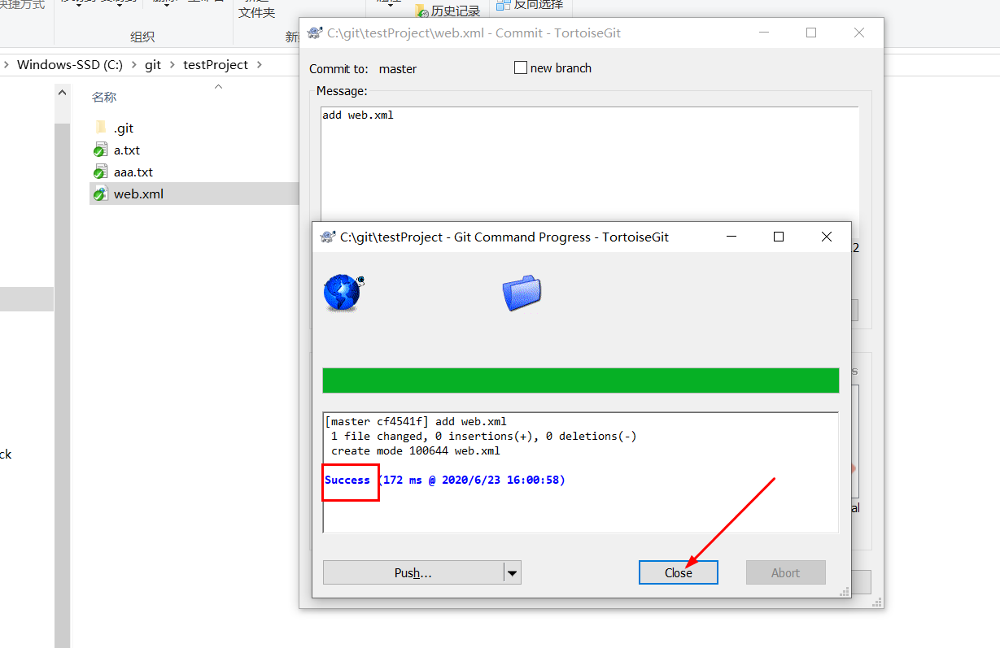 快捷方式
文件夹
历史记录
反向选择
组织
Windows-SSD (C:) > git > testProject >
名称
.git
a.txt
aaa.txt
web.xml
ck
C:\git\testProject\web.xml - Commit - TortoiseGit
Commit to: master
new branch
Message:
add web.xml
2
C:\git\testProject - Git Command Progress - TortoiseGit
[master cf4541f] add web.xml
1 file changed, 0 insertions(+), 0 deletions(-)
create mode 100644 web.xml
Success (172 ms @ 2020/6/23 16:00:58)
s
al
Push...
Close
Abort